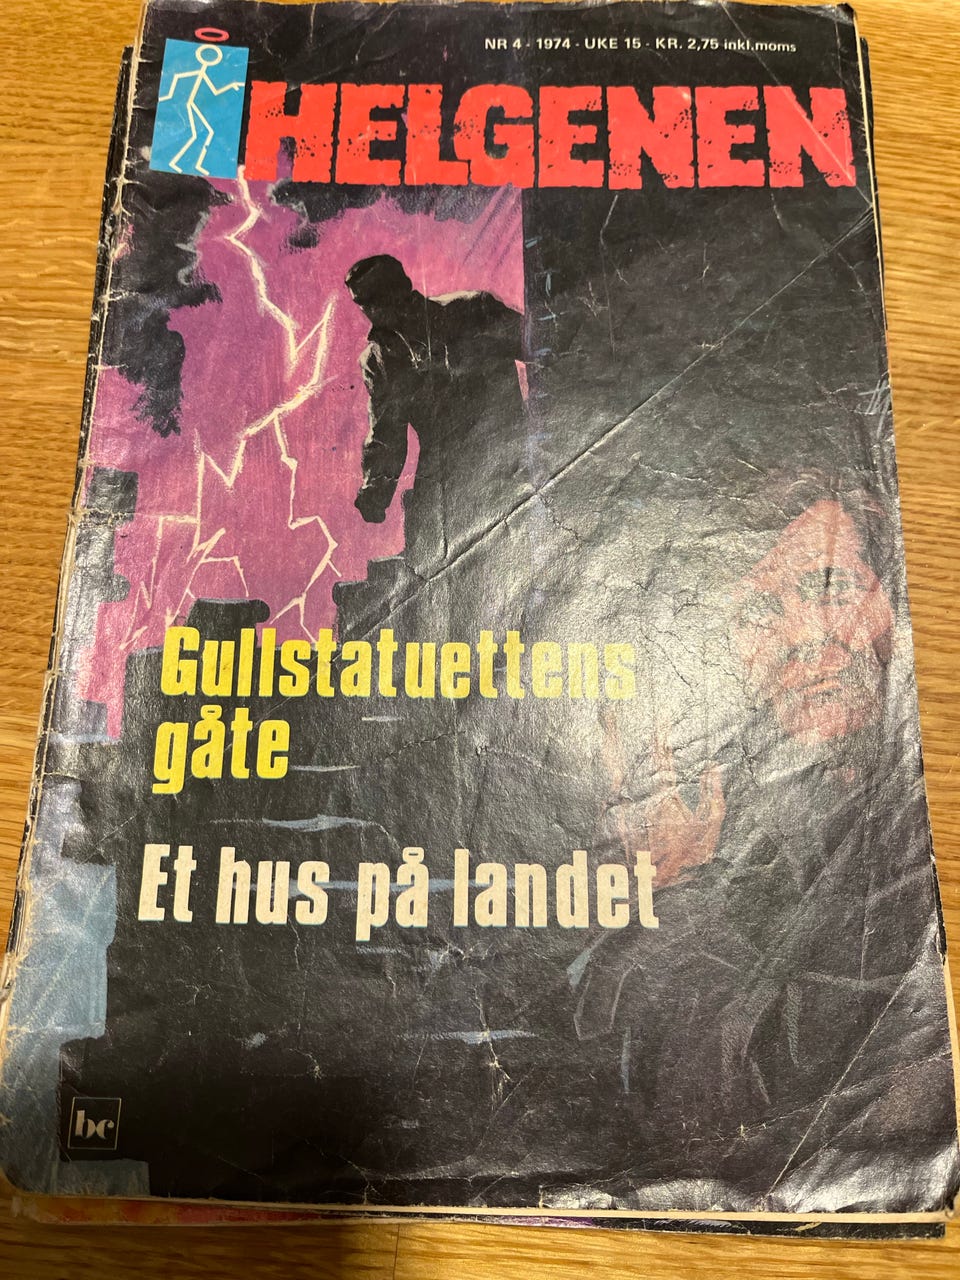 NR 4 - 1974 - UKE 15 - KR. 2,75 inkl.moms
HELGENEN
Gullstatuettens
gåte
Et hus på landet
bc